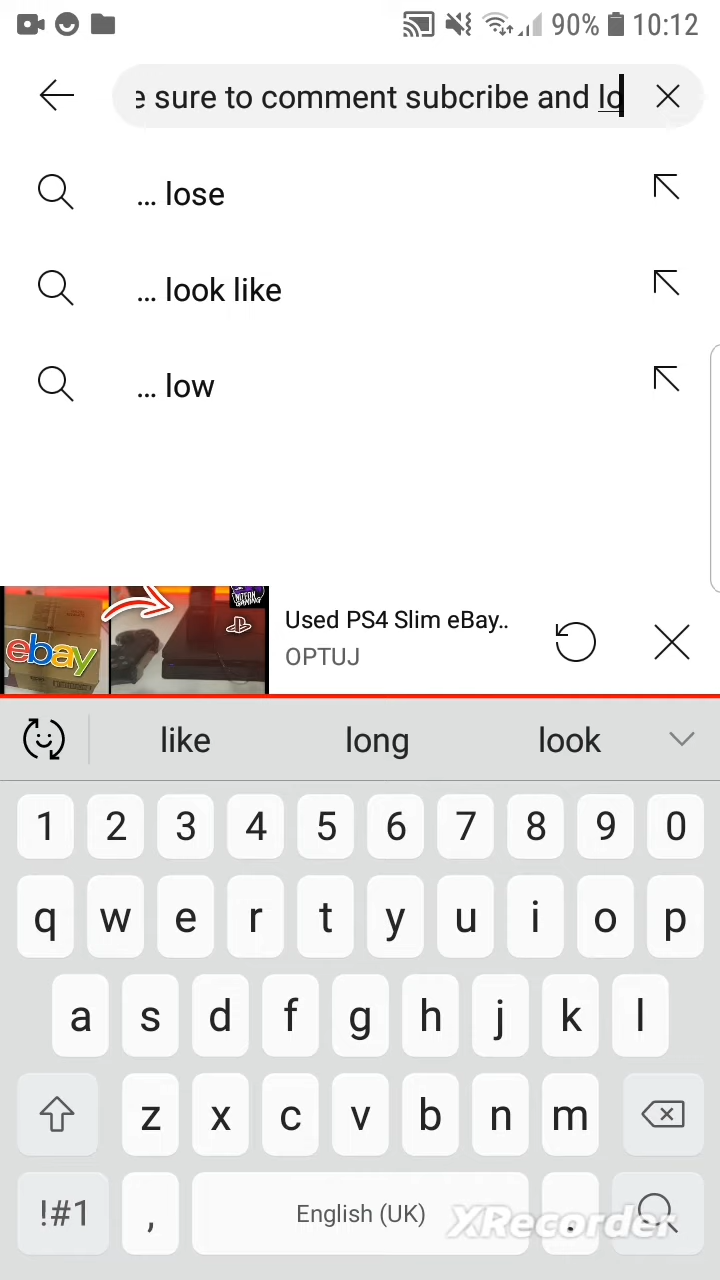 90% 10:12
e sure to comment subcribe and lo
... lose
... look like
... low
ebay
Used PS4 Slim eBay..
OPTUJ
like long look
1 2 3 4 5 6 7 8 9 0
q w e r t y u i o p
a s d f g h j k l
z x c v b n m
!#1 , English (UK) .
XRecorder